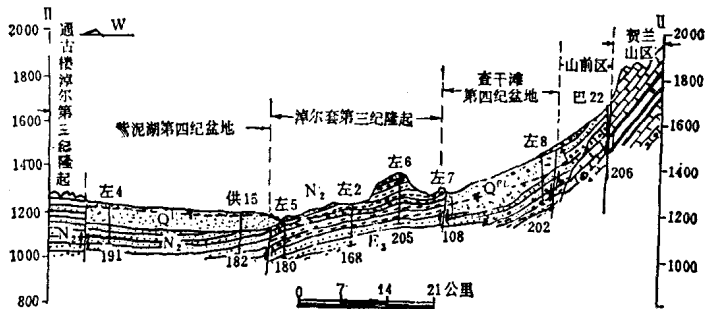 II
II
2000
1800
1600
1400
1200
1000
800
2000
1800
1600
1400
1200
1000
W
通古楼淖尔第三纪隆起
鸳泥湖第四纪盆地
淖尔套第三纪隆起
查干滩
第四纪盆地
山前区
贺兰
山区
巴22
左4
供15
左5
N₂
左2
左6
左7
左8
Q
Q
N₂
N₂
E₃
191
182
180
168
205
108
202
206
0 7 14 21公里